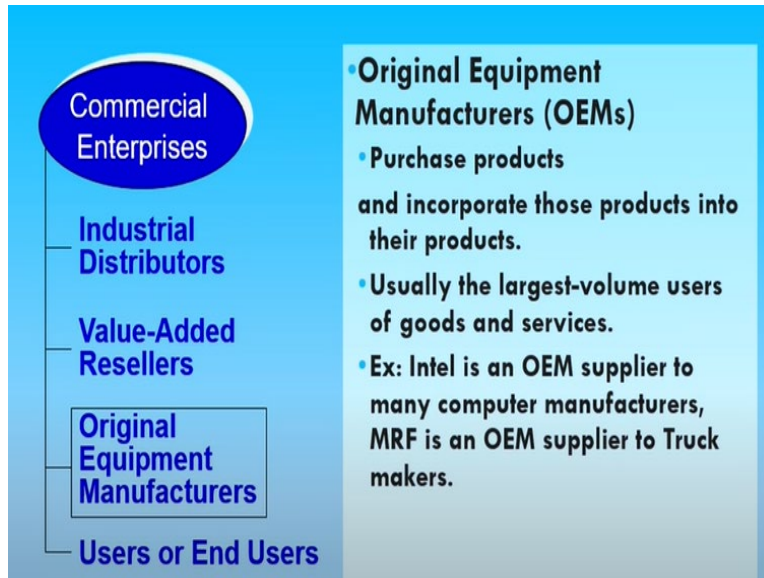 Commercial
Enterprises
Industrial
Distributors
Value-Added
Resellers
Original
Equipment
Manufacturers
Users or End Users
•Original Equipment
Manufacturers (OEMs)
•Purchase products
and incorporate those products into
their products.
•Usually the largest-volume users
of goods and services.
•Ex: Intel is an OEM supplier to
many computer manufacturers,
MRF is an OEM supplier to Truck
makers.